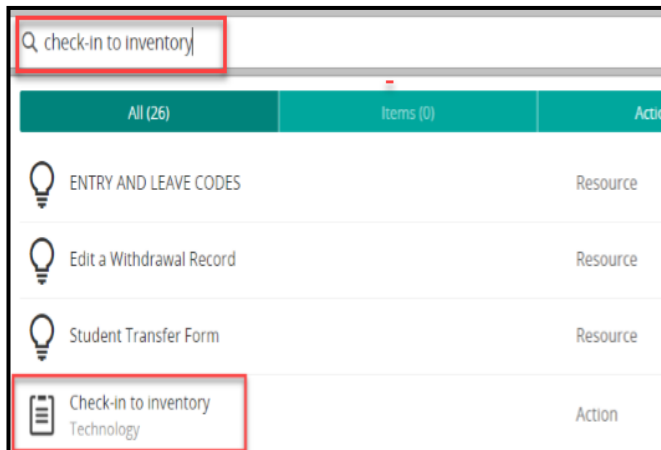 check-in to inventory
All (26)
Items (0)
ENTRY AND LEAVE CODES
Resource
Edit a Withdrawal Record
Resource
Student Transfer Form
Resource
Check-in to inventory
Technology
Action